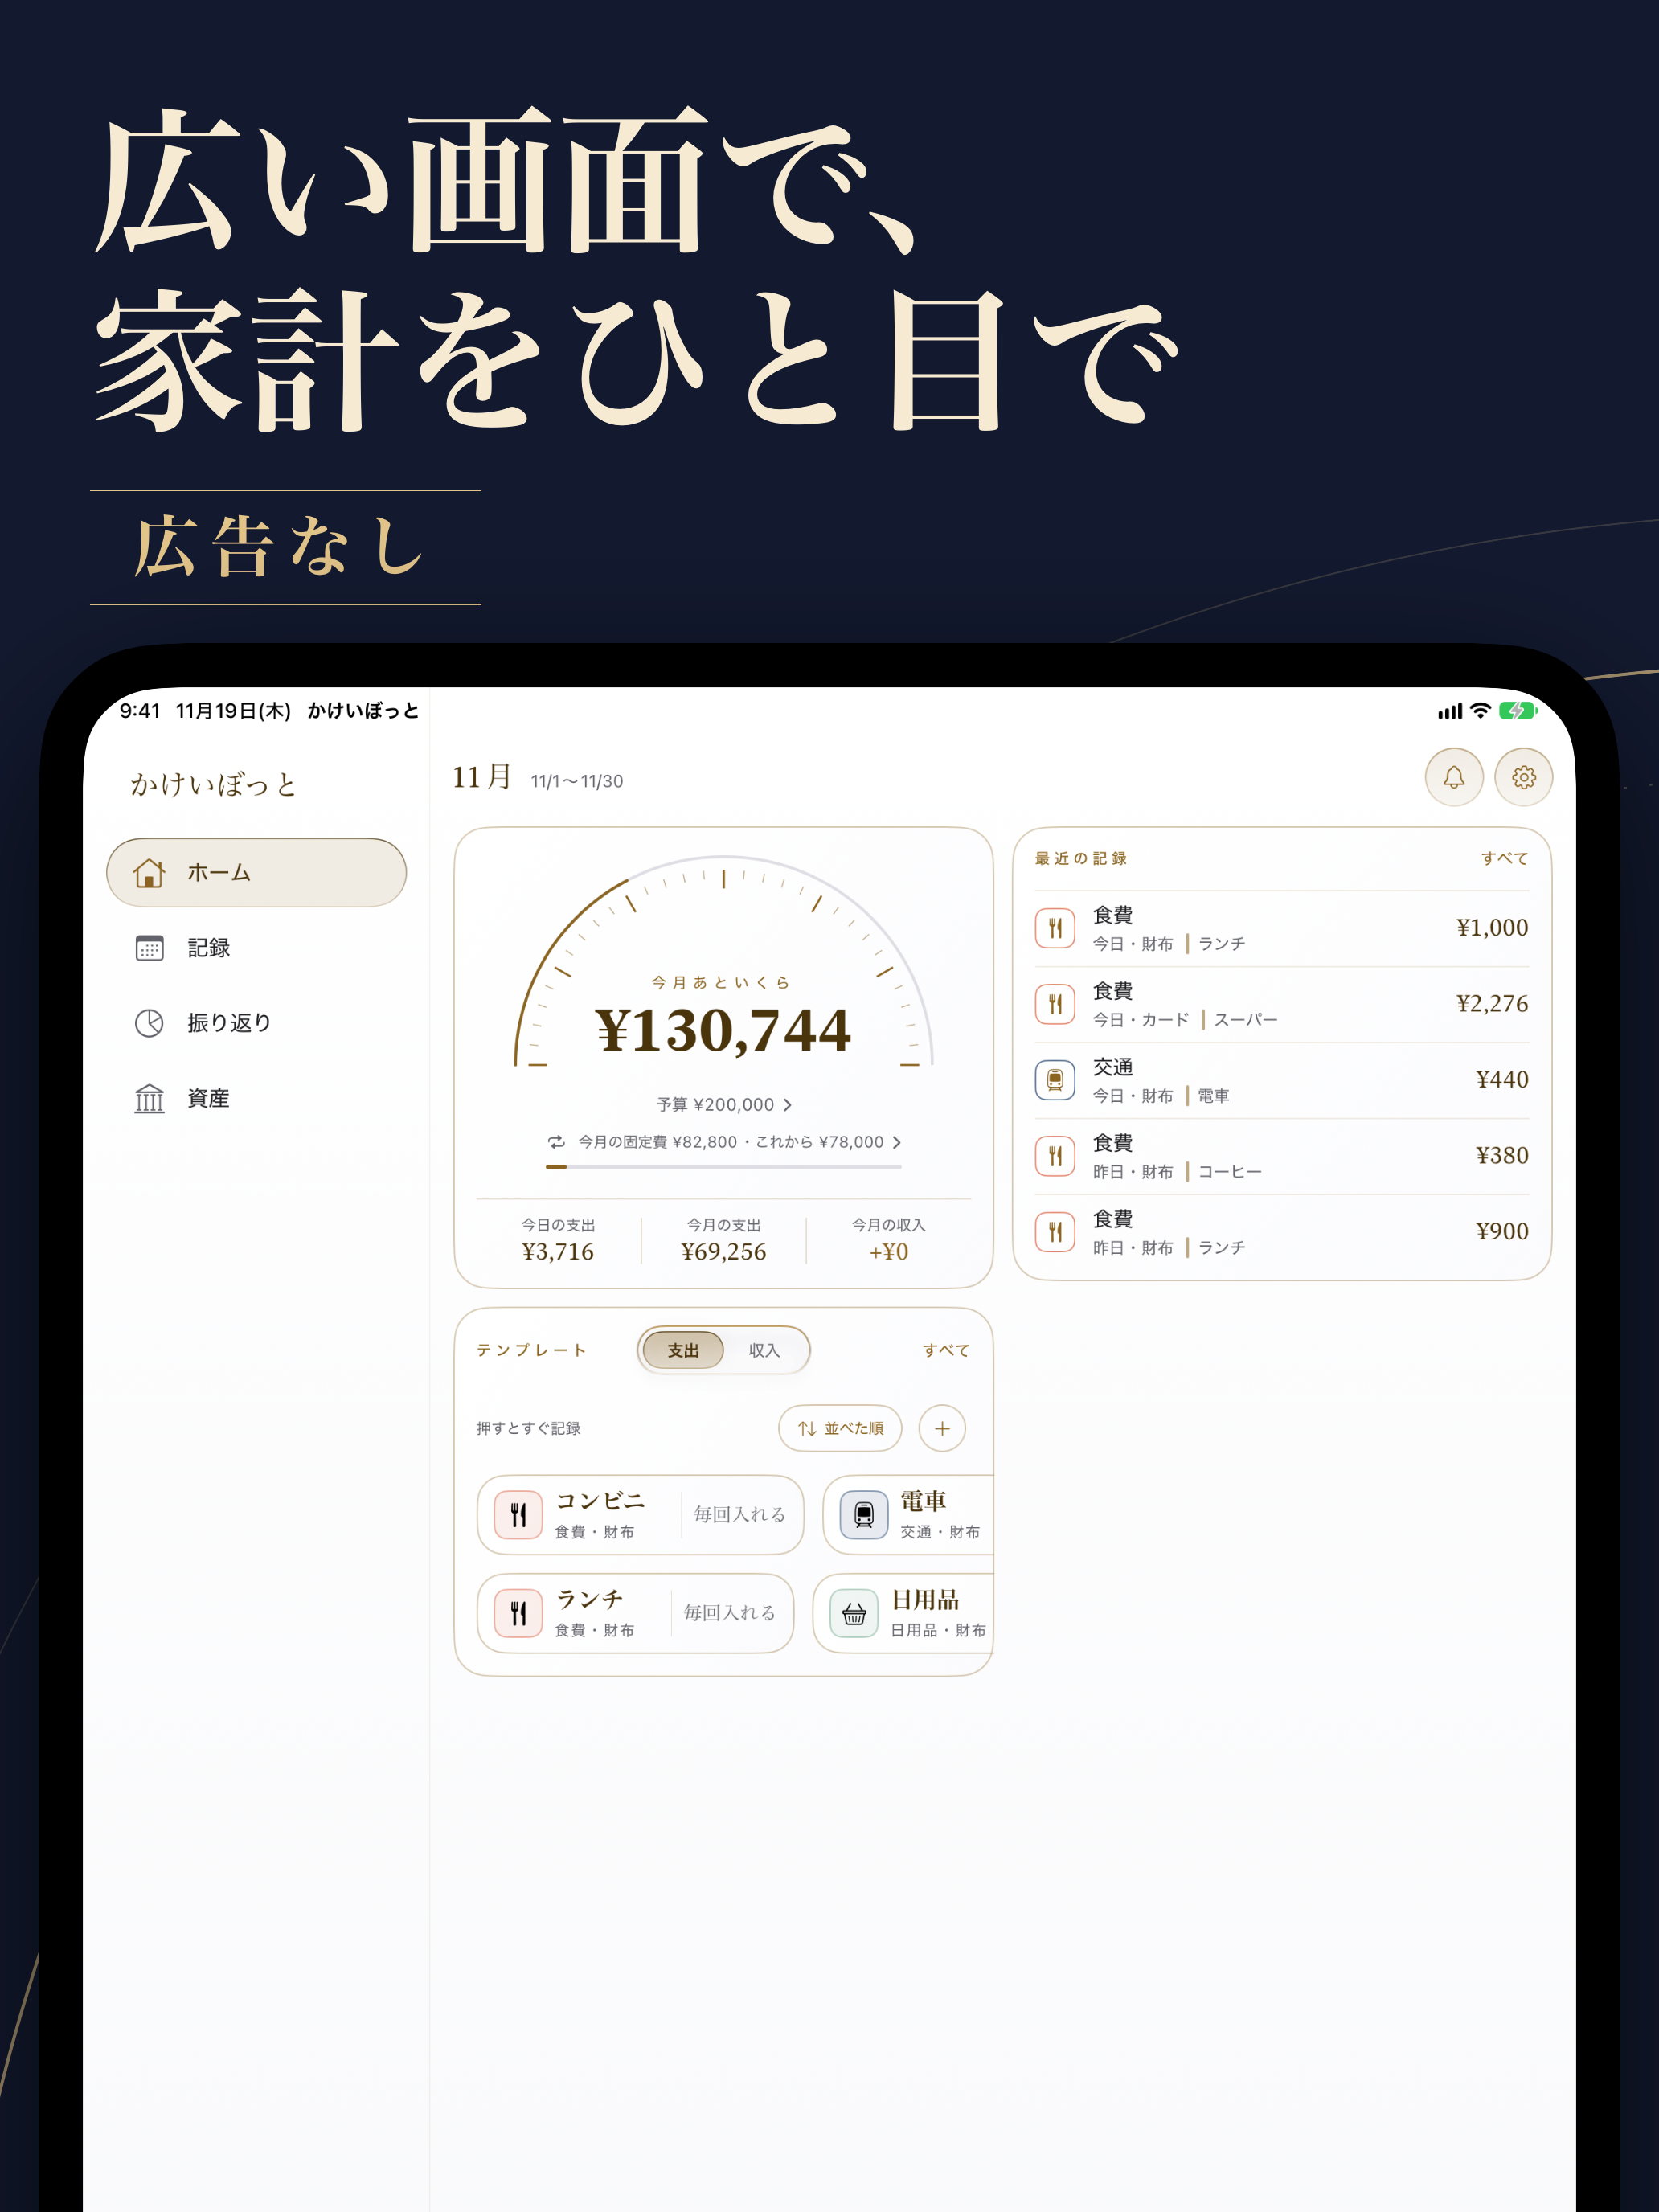 広い画面で、
家計をひと目で
広告なし
9:41 11月19日(木) かけいぼっと
かけいぼっと
ホーム
記録
振り返り
資産
11月 11/1〜11/30
今月あといくら
¥130,744
予算 ¥200,000
今月の固定費 ¥82,800・これから ¥78,000
今日の支出 今月の支出 今月の収入
¥3,716 ¥69,256 +¥0
最近の記録 すべて
食費 ¥1,000
今日・財布 ランチ
食費 ¥2,276
今日・カード スーパー
交通 ¥440
今日・財布 電車
食費 ¥380
昨日・財布 コーヒー
食費 ¥900
昨日・財布 ランチ
テンプレート 支出 収入 すべて
押すとすぐ記録 並べた順
コンビニ 毎回入れる 電車
食費・財布 交通・財布
ランチ 毎回入れる 日用品
食費・財布 日用品・財布